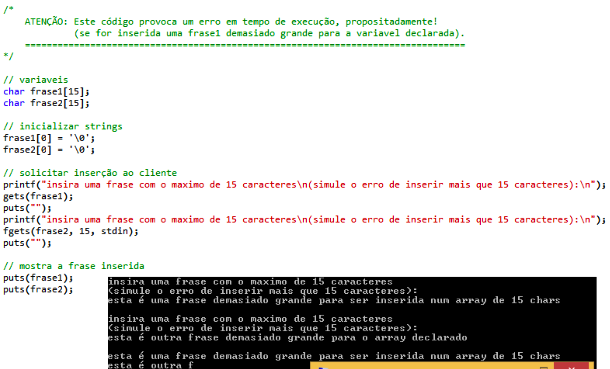 /*
ATENÇÃO: Este código provoca um erro em tempo de execução, propositadamente!
(se for inserida uma frase1 demasiado grande para a variavel declarada).
================================================================================
*/
// variaveis
char frase1[15];
char frase2[15];
// inicializar strings
frase1[0] = '\0';
frase2[0] = '\0';
// solicitar inserção ao cliente
printf("insira uma frase com o maximo de 15 caracteres\n(simule o erro de inserir mais que 15 caracteres):\n");
gets(frase1);
puts("");
printf("insira uma frase com o maximo de 15 caracteres\n(simule o erro de inserir mais que 15 caracteres):\n");
fgets(frase2, 15, stdin);
puts("");
// mostra a frase inserida
puts(frase1);
puts(frase2);
insira uma frase com o maximo de 15 caracteres
(simule o erro de inserir mais que 15 caracteres):
esta é uma frase demasiado grande para ser inserida num array de 15 chars
insira uma frase com o maximo de 15 caracteres
(simule o erro de inserir mais que 15 caracteres):
esta é outra frase demasiado grande para o array declarado
esta é uma frase demasiado grande para ser inserida num array de 15 chars
esta é outra f